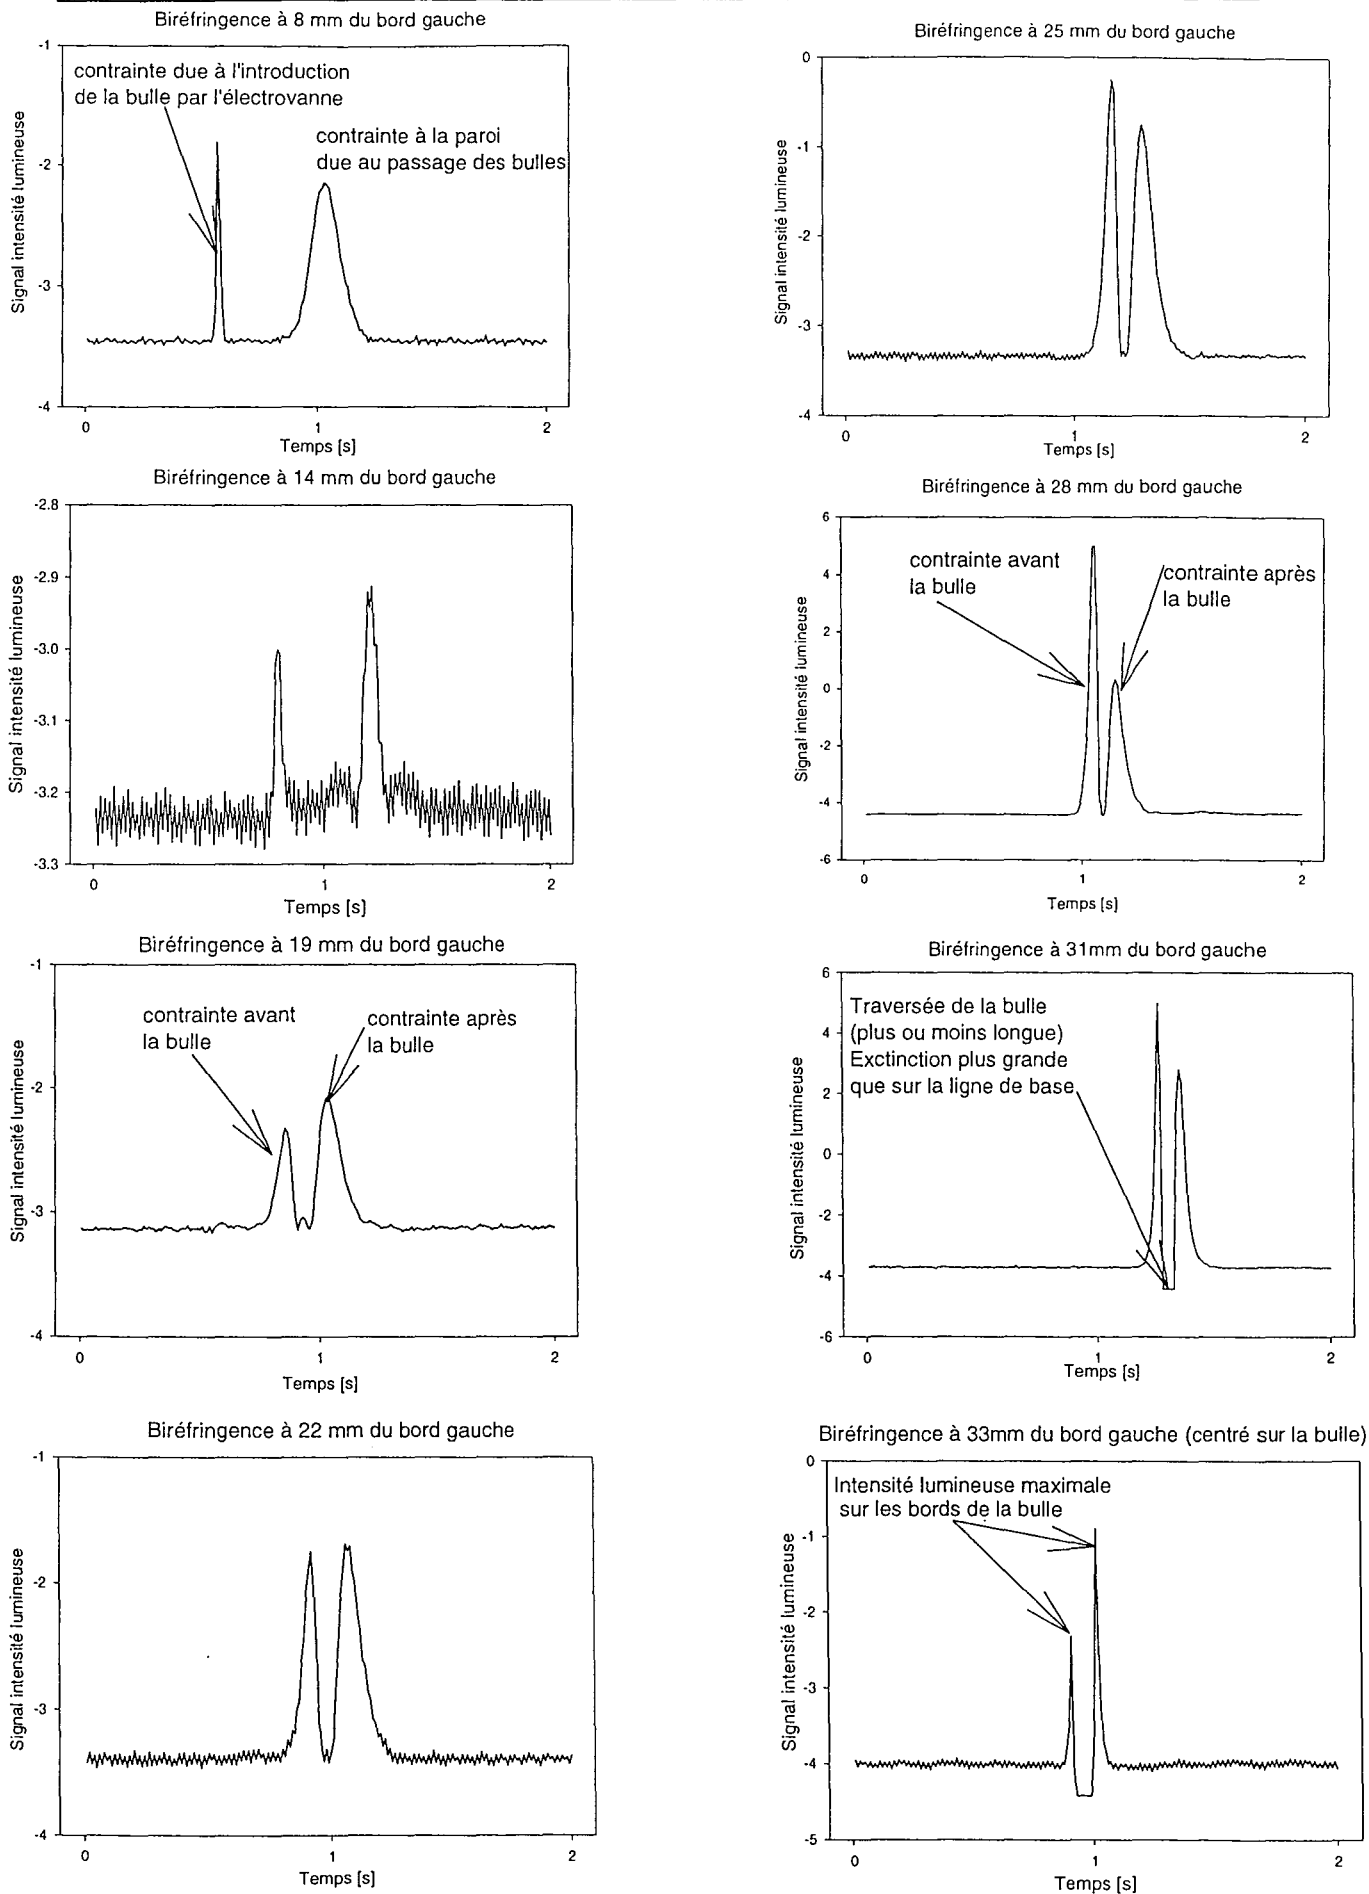 Biréfringence à 8 mm du bord gauche
-1
-2
-3
-4
Signal intensité lumineuse
contrainte due à l'introduction
de la bulle par l'électrovanne
contrainte à la paroi
due au passage des bulles
0 1 2
Temps [s]
Biréfringence à 14 mm du bord gauche
-2.8
-2.9
-3.0
-3.1
-3.2
-3.3
Signal intensité lumineuse
0 1 2
Temps [s]
Biréfringence à 19 mm du bord gauche
-1
-2
-3
-4
Signal intensité lumineuse
contrainte avant
la bulle
contrainte après
la bulle
0 1 2
Temps [s]
Biréfringence à 22 mm du bord gauche
-1
-2
-3
-4
Signal intensité lumineuse
0 1 2
Temps [s]
Biréfringence à 25 mm du bord gauche
0
-1
-2
-3
-4
Signal intensité lumineuse
0 1 2
Temps [s]
Biréfringence à 28 mm du bord gauche
6
4
2
0
-2
-4
-6
Signal intensité lumineuse
contrainte avant
la bulle
contrainte après
la bulle
0 1 2
Temps [s]
Biréfringence à 31mm du bord gauche
6
4
2
0
-2
-4
-6
Signal intensité lumineuse
Traversée de la bulle
(plus ou moins longue)
Exctinction plus grande
que sur la ligne de base
0 1 2
Temps [s]
Biréfringence à 33mm du bord gauche (centré sur la bulle)
0
-1
-2
-3
-4
-5
Signal intensité lumineuse
Intensité lumineuse maximale
sur les bords de la bulle
0 1 2
Temps [s]